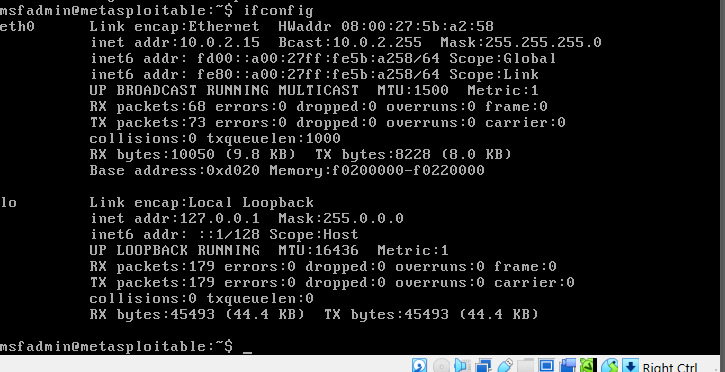 msfadmin@metasploitable:~$ ifconfig
eth0 Link encap:Ethernet HWaddr 08:00:27:5b:a2:58
inet addr:10.0.2.15 Bcast:10.0.2.255 Mask:255.255.255.0
inet6 addr: fd00::a00:27ff:fe5b:a258/64 Scope:Global
inet6 addr: fe80::a00:27ff:fe5b:a258/64 Scope:Link
UP BROADCAST RUNNING MULTICAST MTU:1500 Metric:1
RX packets:68 errors:0 dropped:0 overruns:0 frame:0
TX packets:73 errors:0 dropped:0 overruns:0 carrier:0
collisions:0 txqueuelen:1000
RX bytes:10050 (9.8 KB) TX bytes:8228 (8.0 KB)
Base address:0xd020 Memory:f0200000-f0220000
lo Link encap:Local Loopback
inet addr:127.0.0.1 Mask:255.0.0.0
inet6 addr: ::1/128 Scope:Host
UP LOOPBACK RUNNING MTU:16436 Metric:1
RX packets:179 errors:0 dropped:0 overruns:0 frame:0
TX packets:179 errors:0 dropped:0 overruns:0 carrier:0
collisions:0 txqueuelen:0
RX bytes:45493 (44.4 KB) TX bytes:45493 (44.4 KB)
msfadmin@metasploitable:~$ _
Right Ctrl